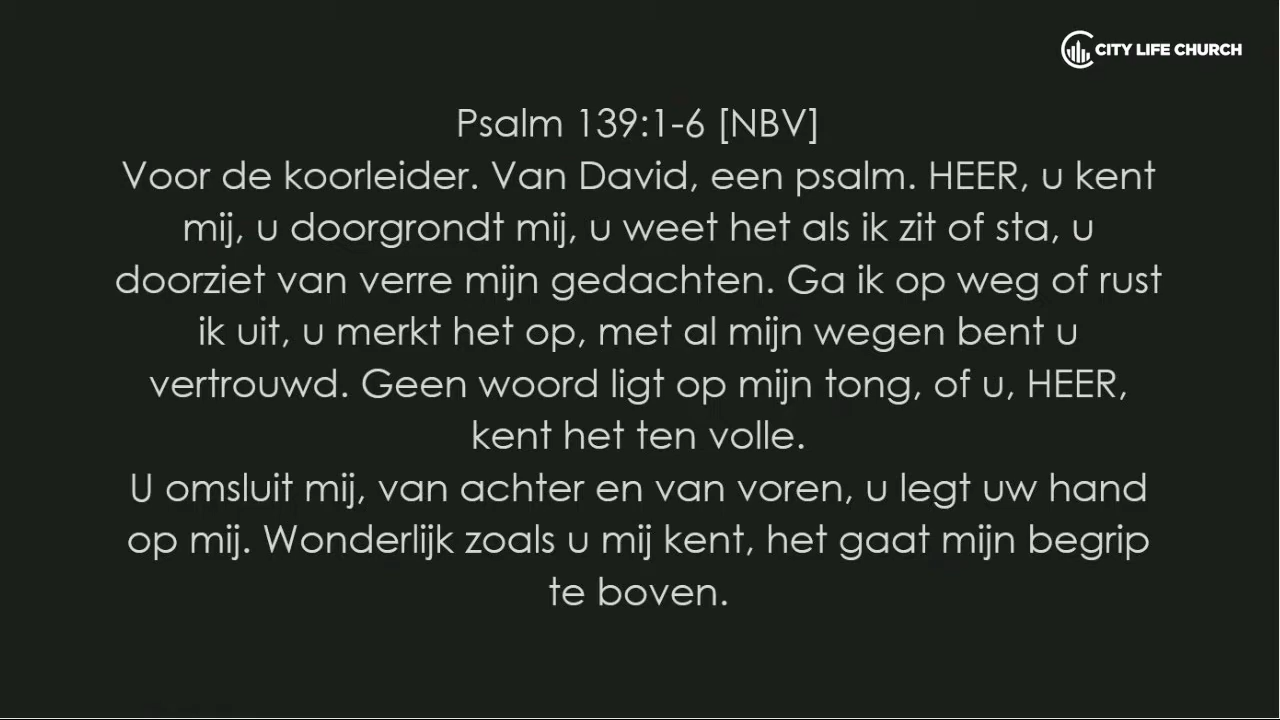 CITY LIFE CHURCH
Psalm 139:1-6 [NBV]
Voor de koorleider. Van David, een psalm. HEER, u kent
mij, u doorgrondt mij, u weet het als ik zit of sta, u
doorziet van verre mijn gedachten. Ga ik op weg of rust
ik uit, u merkt het op, met al mijn wegen bent u
vertrouwd. Geen woord ligt op mijn tong, of u, HEER,
kent het ten volle.
U omsluit mij, van achter en van voren, u legt uw hand
op mij. Wonderlijk zoals u mij kent, het gaat mijn begrip
te boven.